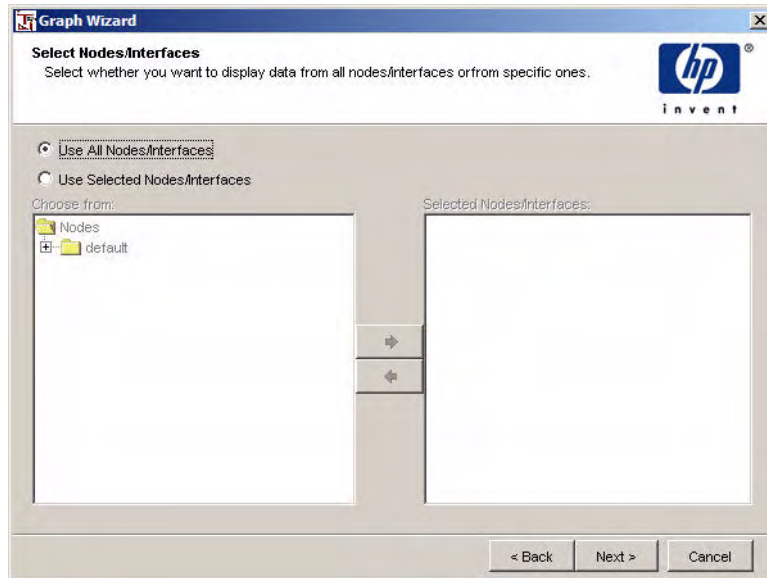 Graph Wizard
Select Nodes/Interfaces
Select whether you want to display data from all nodes/interfaces orfrom specific ones.
hp
®
invent
Use All Nodes/Interfaces
Use Selected Nodes/Interfaces
Choose from:
Selected Nodes/Interfaces:
Nodes
default
< Back
Next >
Cancel